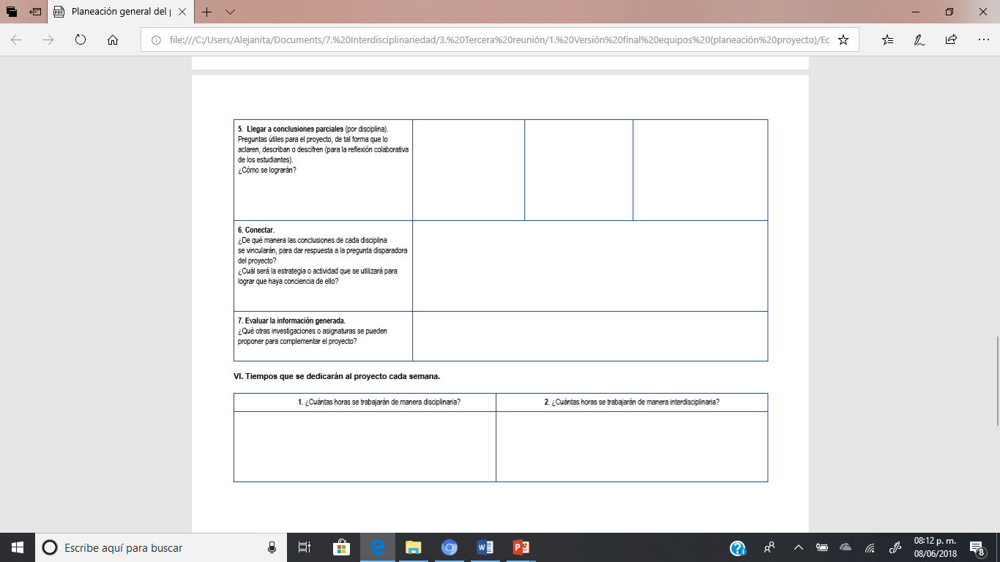 Planeación general del p
file:///C:/Users/Alejanita/Documents/7.%20Interdisciplinariedad/3.%20Tercera%20reunión/1.%20Versión%20final%20equipos%20(planeación%20proyecto)/Ec
5. Llegar a conclusiones parciales (por disciplina).
Preguntas útiles para el proyecto, de tal forma que lo
aclaren, describan o descifren (para la reflexión colaborativa
de los estudiantes).
¿Cómo se lograrán?
6. Conectar.
¿De qué manera las conclusiones de cada disciplina
se vincularán, para dar respuesta a la pregunta disparadora
del proyecto?
¿Cuál será la estrategia o actividad que se utilizará para
lograr que haya conciencia de ello?
7. Evaluar la información generada.
¿Qué otras investigaciones o asignaturas se pueden
proponer para complementar el proyecto?
VI. Tiempos que se dedicarán al proyecto cada semana.
1. ¿Cuántas horas se trabajarán de manera disciplinaria?
2. ¿Cuántas horas se trabajarán de manera interdisciplinaria?
Escribe aquí para buscar
08:12 p. m.
08/06/2018
8